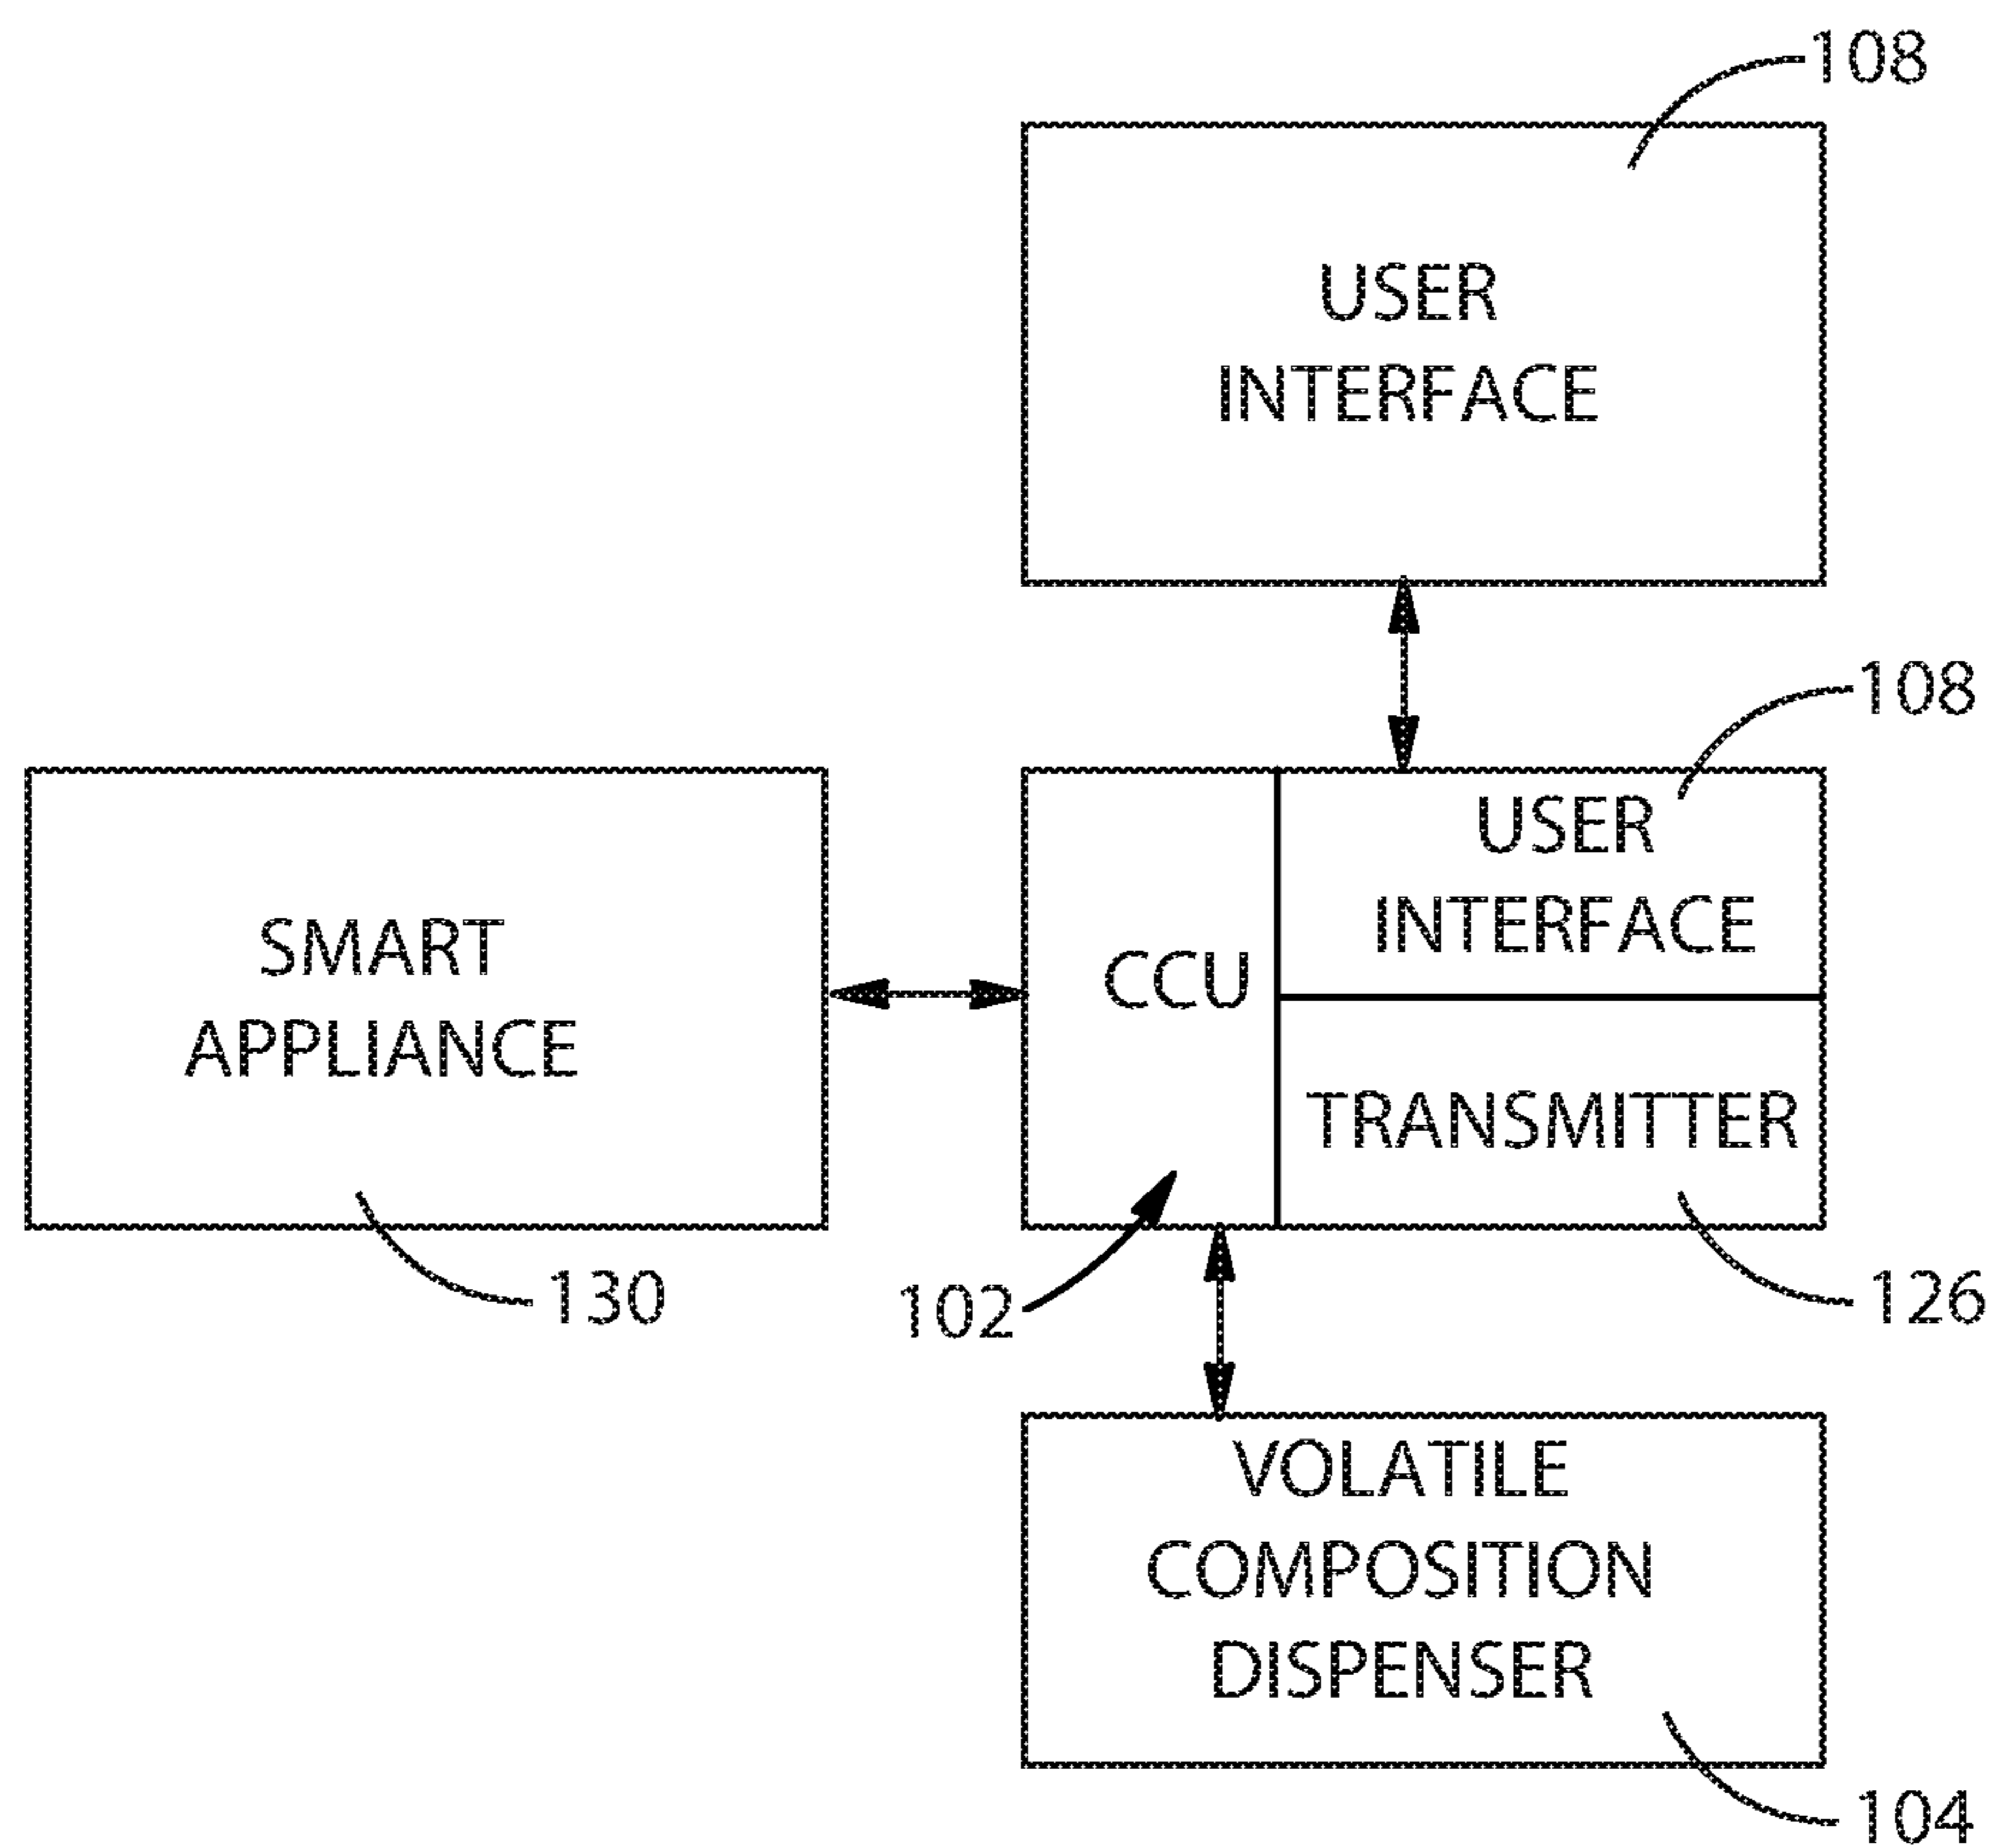 108
USER
INTERFACE
108
USER
INTERFACE
SMART
APPLIANCE
CCU
TRANSMITTER
130
102
126
VOLATILE
COMPOSITION
DISPENSER
104